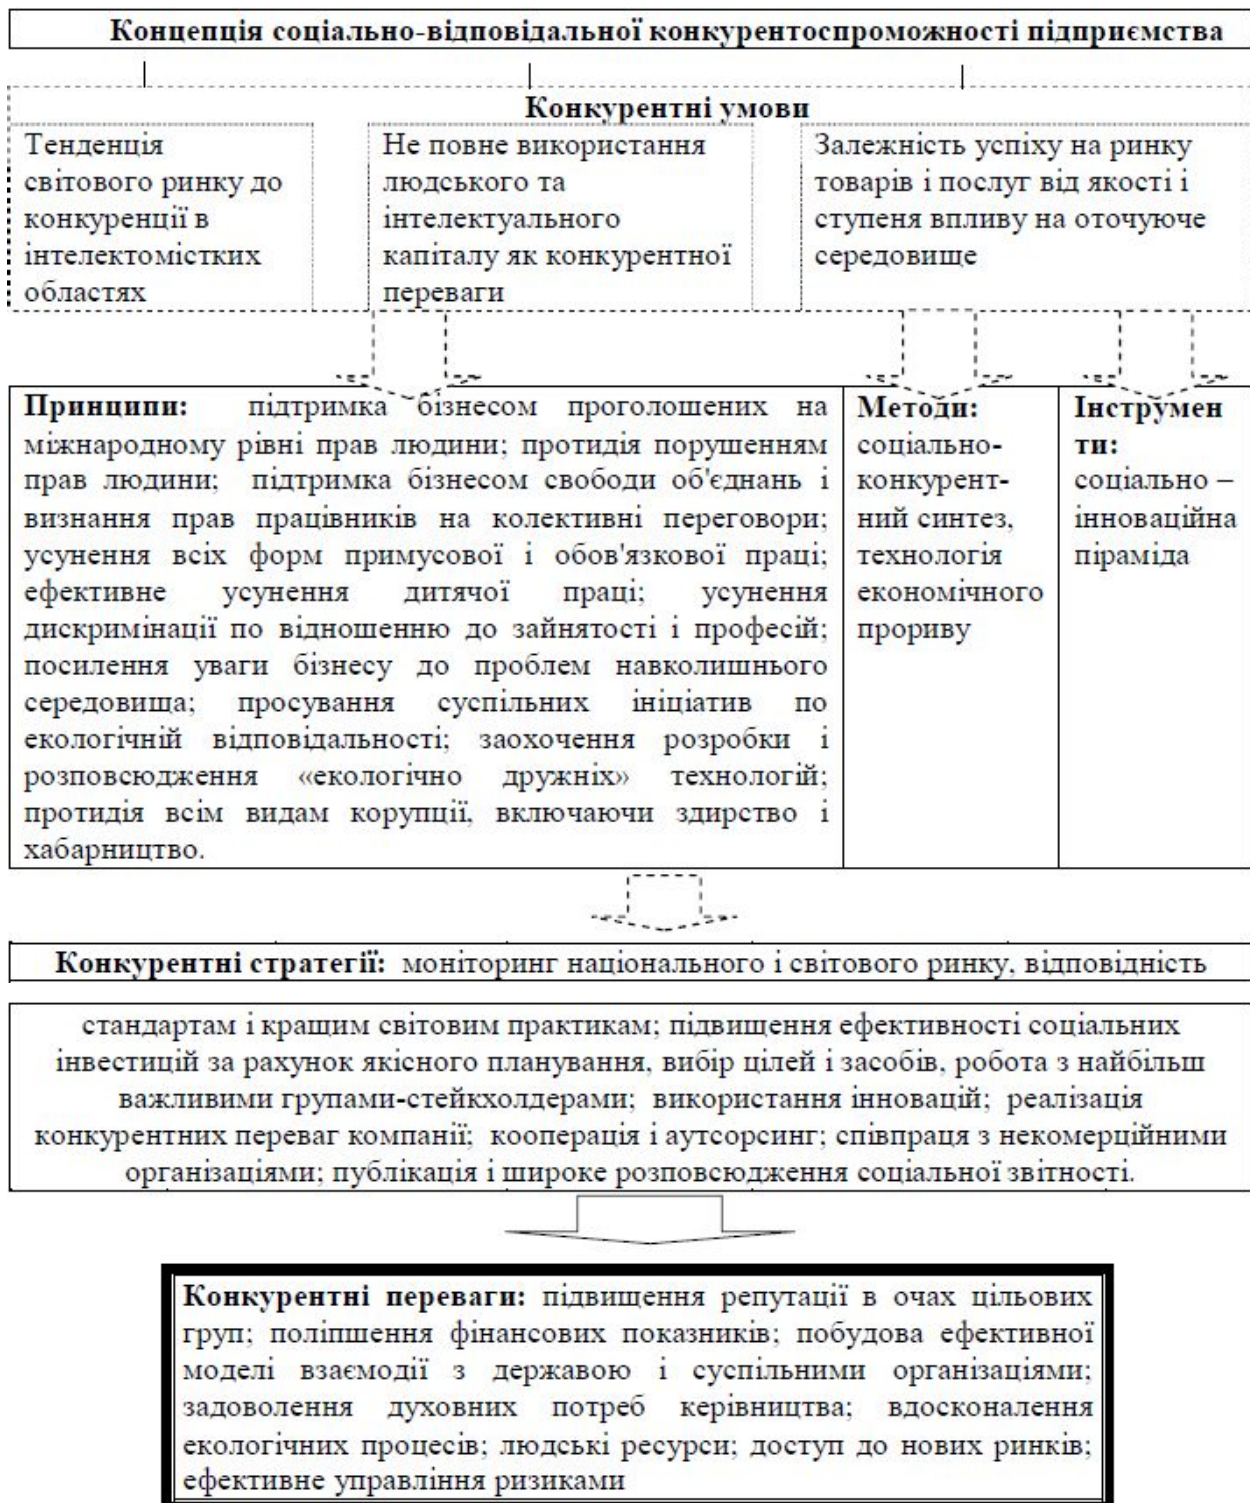 Концепція соціально-відповідальної конкурентоспроможності підприємства
Конкурентні умови
Тенденція
світового ринку до
конкуренції в
інтелектомістких
областях
Не повне використання
людського та
інтелектуального
капіталу як конкурентної
переваги
Залежність успіху на ринку
товарів і послуг від якості і
ступеня впливу на оточуюче
середовище
Принципи: підтримка бізнесом проголошених на
міжнародному рівні прав людини; протидія порушенням
прав людини; підтримка бізнесом свободи об'єднань і
визнання прав працівників на колективні переговори;
усунення всіх форм примусової і обов'язкової праці;
ефективне усунення дитячої праці; усунення
дискримінації по відношенню до зайнятості і професій;
посилення уваги бізнесу до проблем навколишнього
середовища; просування суспільних ініціатив по
екологічній відповідальності; заохочення розробки і
розповсюдження «екологічно дружніх» технологій;
протидія всім видам корупції, включаючи здирство і
хабарництво.
Методи:
соціально-
конкурент-
ний синтез,
технологія
економічного
прориву
Інструмен
ти:
соціально –
інноваційна
піраміда
Конкурентні стратегії: моніторинг національного і світового ринку, відповідність
стандартам і кращим світовим практикам; підвищення ефективності соціальних
інвестицій за рахунок якісного планування, вибір цілей і засобів, робота з найбільш
важливими групами-стейкхолдерами; використання інновацій; реалізація
конкурентних переваг компанії; кооперація і аутсорсинг; співпраця з некомерційними
організаціями; публікація і широке розповсюдження соціальної звітності.
Конкурентні переваги: підвищення репутації в очах цільових
груп; поліпшення фінансових показників; побудова ефективної
моделі взаємодії з державою і суспільними організаціями;
задоволення духовних потреб керівництва; вдосконалення
екологічних процесів; людські ресурси; доступ до нових ринків;
ефективне управління ризиками